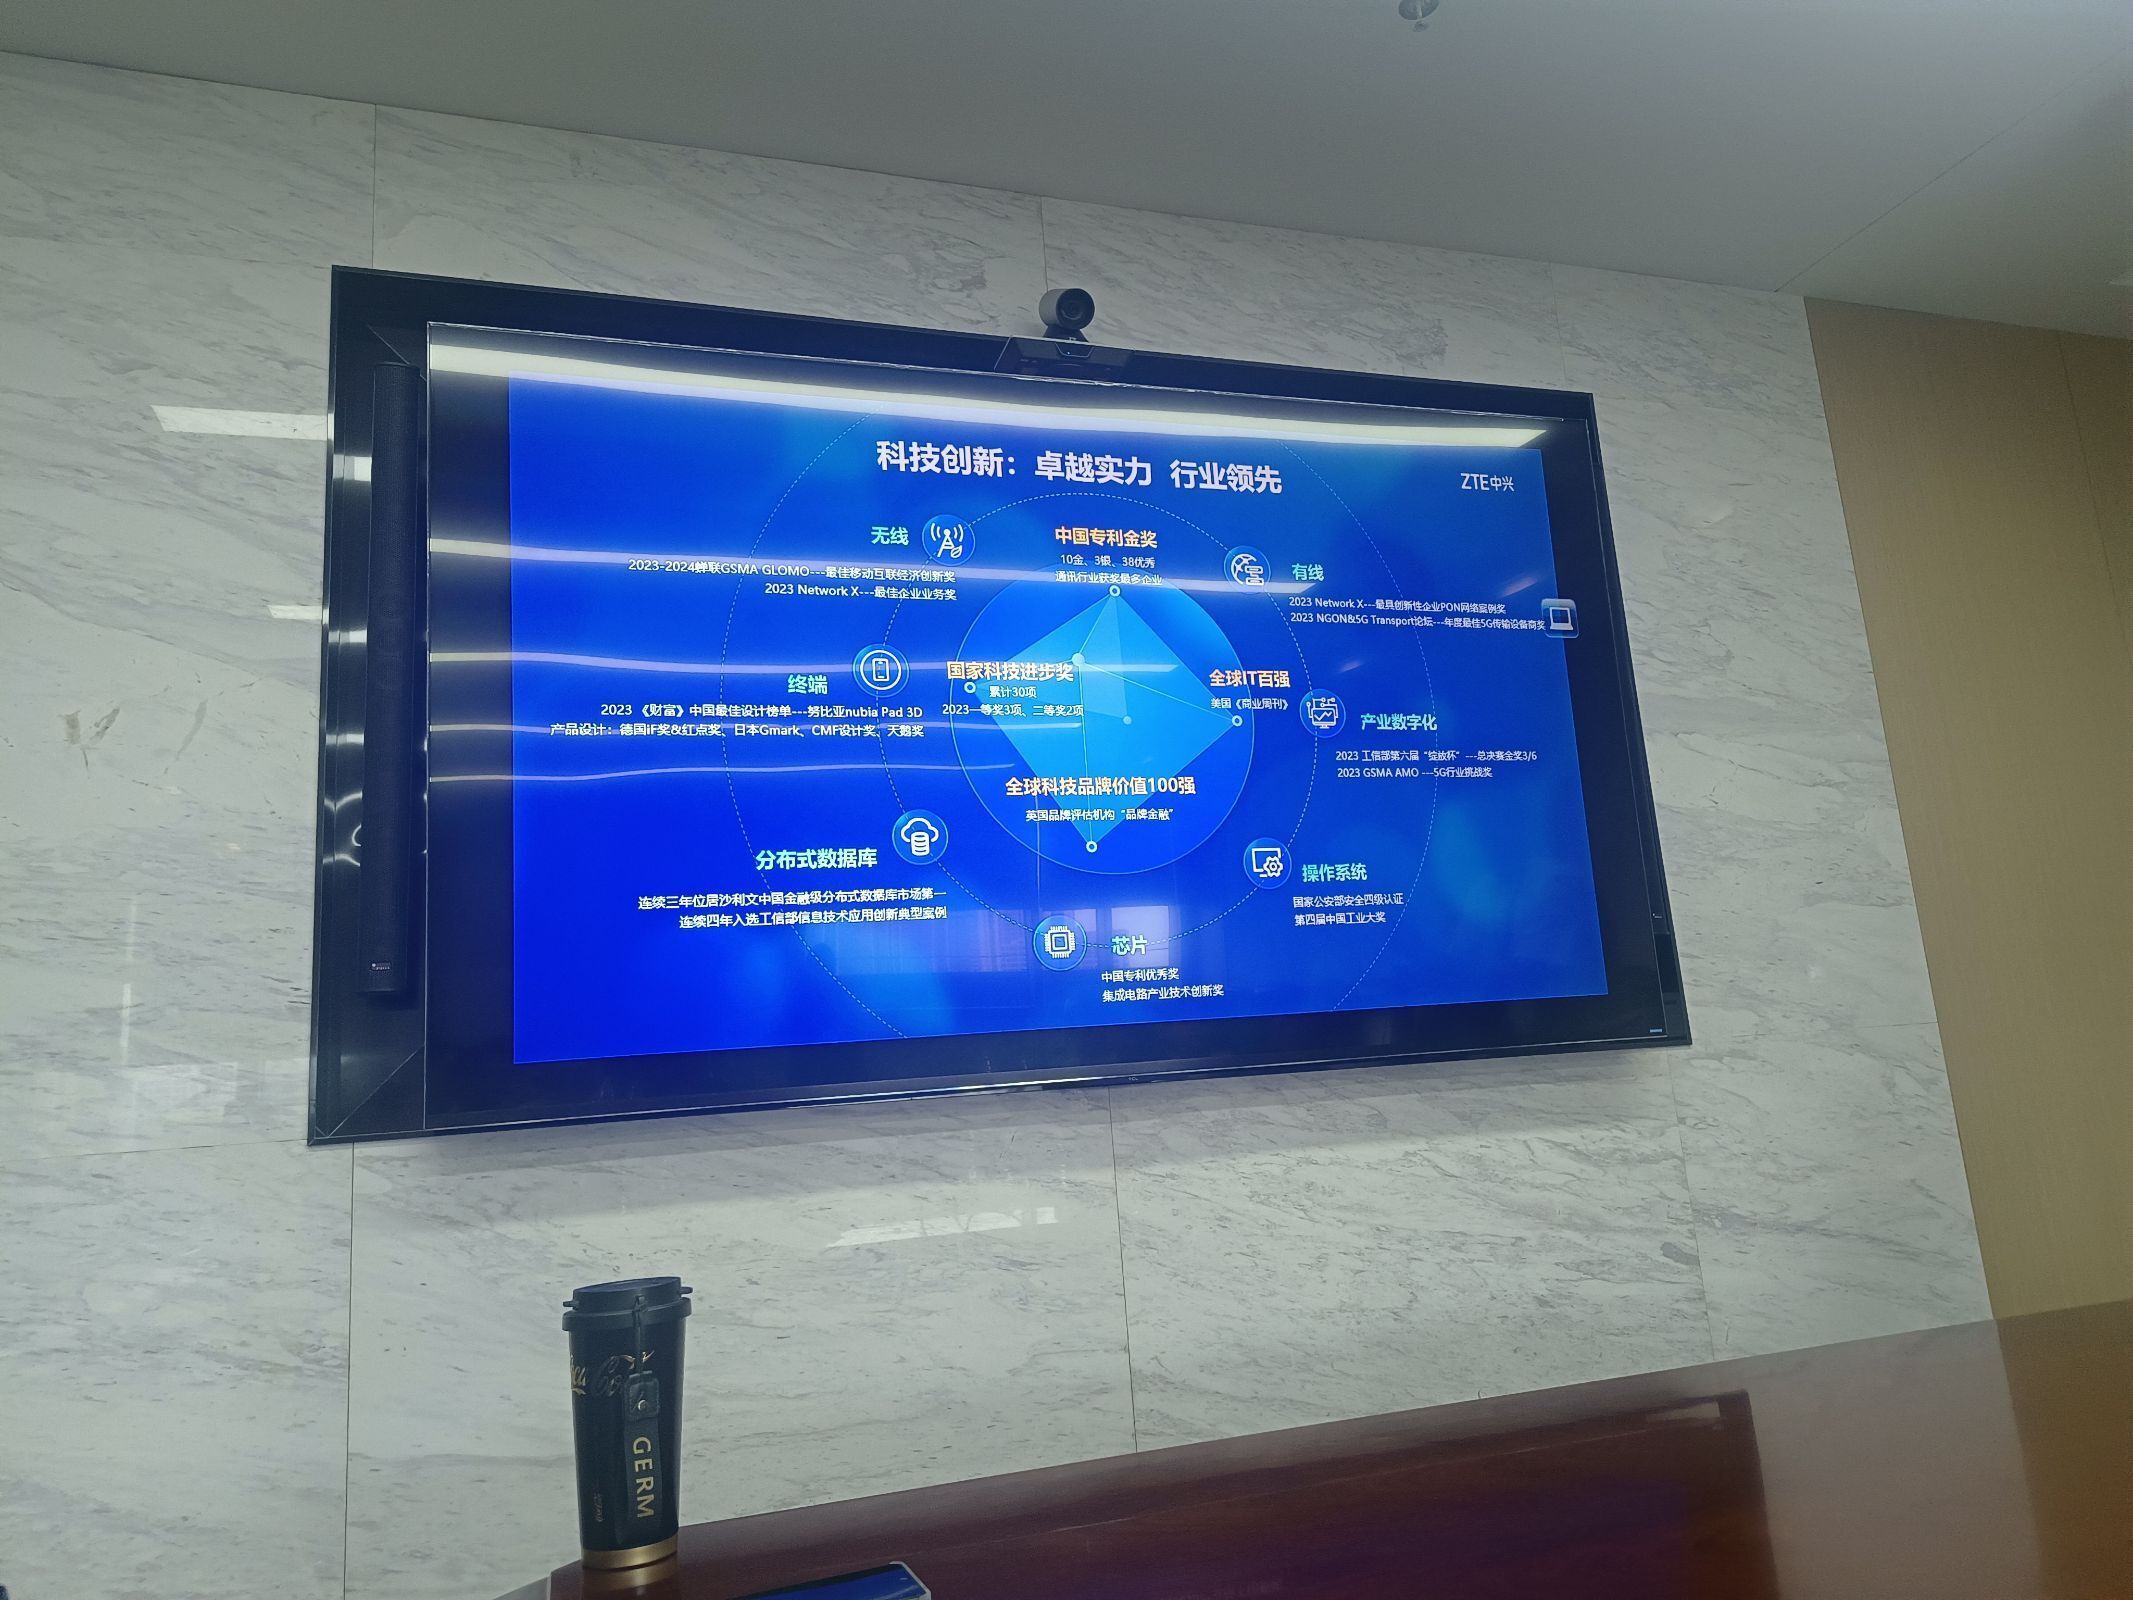 科技创新：卓越实力 行业领先
ZTE中兴
无线
2023-2024蝉联GSMA GLOMO---最佳移动互联经济创新奖
2023 Network X---最佳企业业务奖
中国专利金奖
10金、3银、38优秀
通讯行业获奖最多企业
有线
2023 Network X---最具创新性企业PON网络案例奖
2023 NGON&5G Transport论坛---年度最佳5G传输设备商奖
终端
2023 《财富》中国最佳设计榜单---努比亚nubia Pad 3D
产品设计：德国iF奖&红点奖、日本Gmark、CMF设计奖、天鹅奖
国家科技进步奖
累计30项
2023一等奖3项、二等奖2项
全球IT百强
美国《商业周刊》
产业数字化
2023 工信部第六届“绽放杯”---总决赛金奖3/6
2023 GSMA AMO ---5G行业挑战奖
全球科技品牌价值100强
英国品牌评估机构“品牌金融”
分布式数据库
连续三年位居沙利文中国金融级分布式数据库市场第一
连续四年入选工信部信息技术应用创新典型案例
操作系统
国家公安部安全四级认证
第四届中国工业大奖
芯片
中国专利优秀奖
集成电路产业技术创新奖
GERM